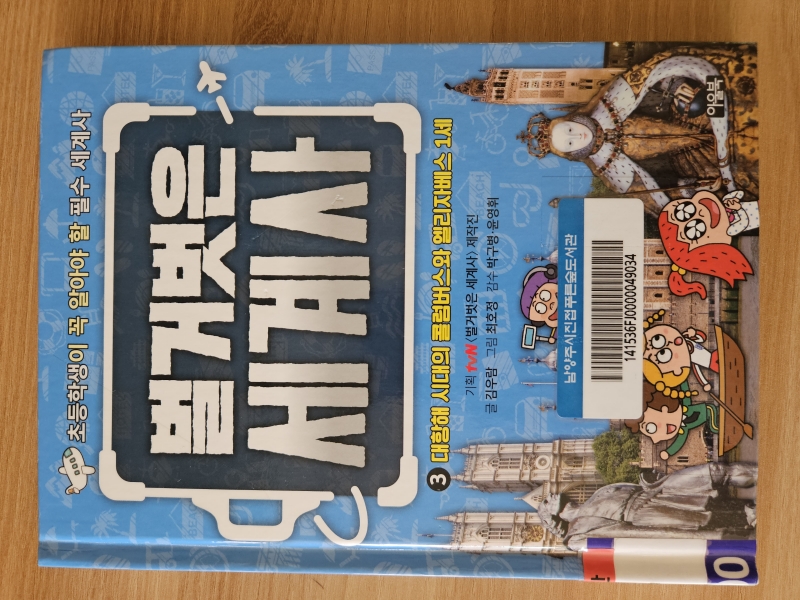 초등학생이 꼭 알아야 할 필수 세계사
벌거벗은
세계사
3 대항해 시대의 콜럼버스와 엘리자베스 1세
기획 tvN 〈벌거벗은 세계사〉 제작진
글 김우람 그림 최호정 감수 박구병·윤영휘
남양주시진접푸른숲도서관
141536FJ0000049034
아울북